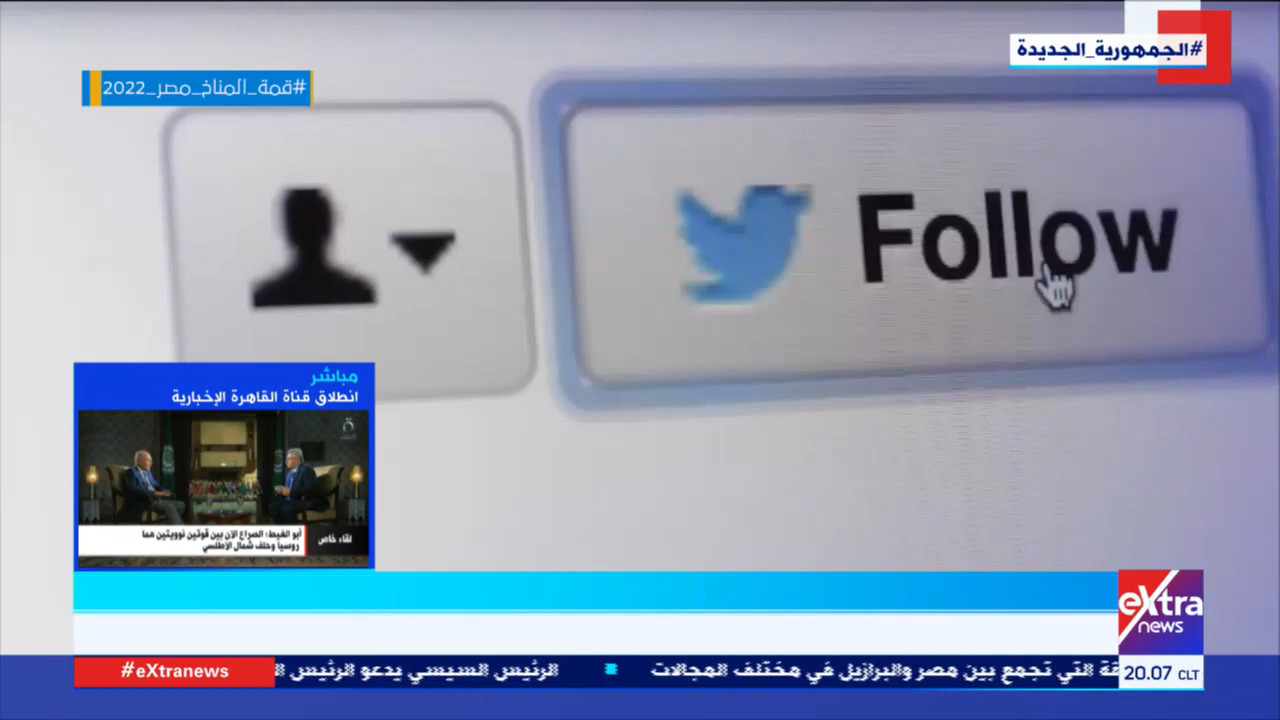 #الجمهورية_الجديدة
#قمة_المناخ_مصر_2022
Follow
مباشر
انطلاق قناة القاهرة الإخبارية
أبو الغيط: الصراع الآن بين قوتين نوويتين هما
روسيا وحلف شمال الأطلسي
لقاء خاص
eXtra
news
#eXtranews
التي تجمع بين مصر والبرازيل في مختلف المجالات
الرئيس السيسي يدعو الرئيس
20.07 CLT